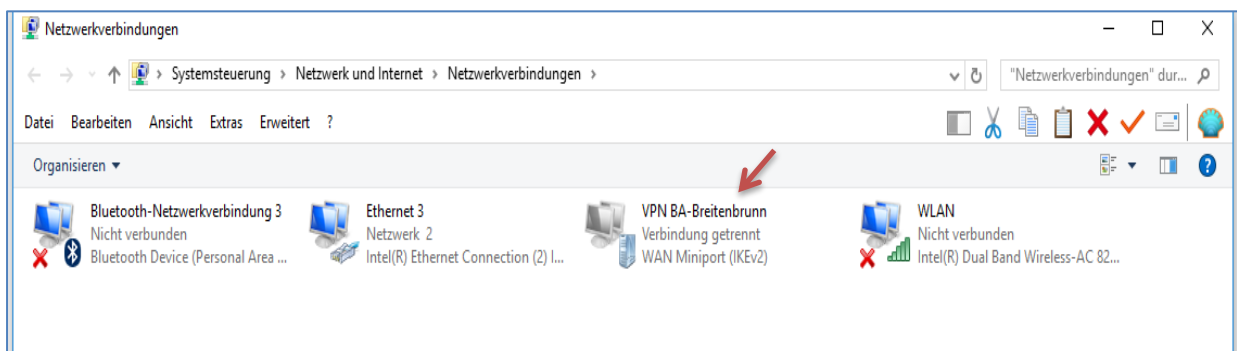 Netzwerkverbindungen
Systemsteuerung > Netzwerk und Internet > Netzwerkverbindungen >
"Netzwerkverbindungen" dur...
Datei Bearbeiten Ansicht Extras Erweitert ?
Organisieren
Bluetooth-Netzwerkverbindung 3
Nicht verbunden
Bluetooth Device (Personal Area ...
Ethernet 3
Netzwerk 2
Intel(R) Ethernet Connection (2) I...
VPN BA-Breitenbrunn
Verbindung getrennt
WAN Miniport (IKEv2)
WLAN
Nicht verbunden
Intel(R) Dual Band Wireless-AC 82...